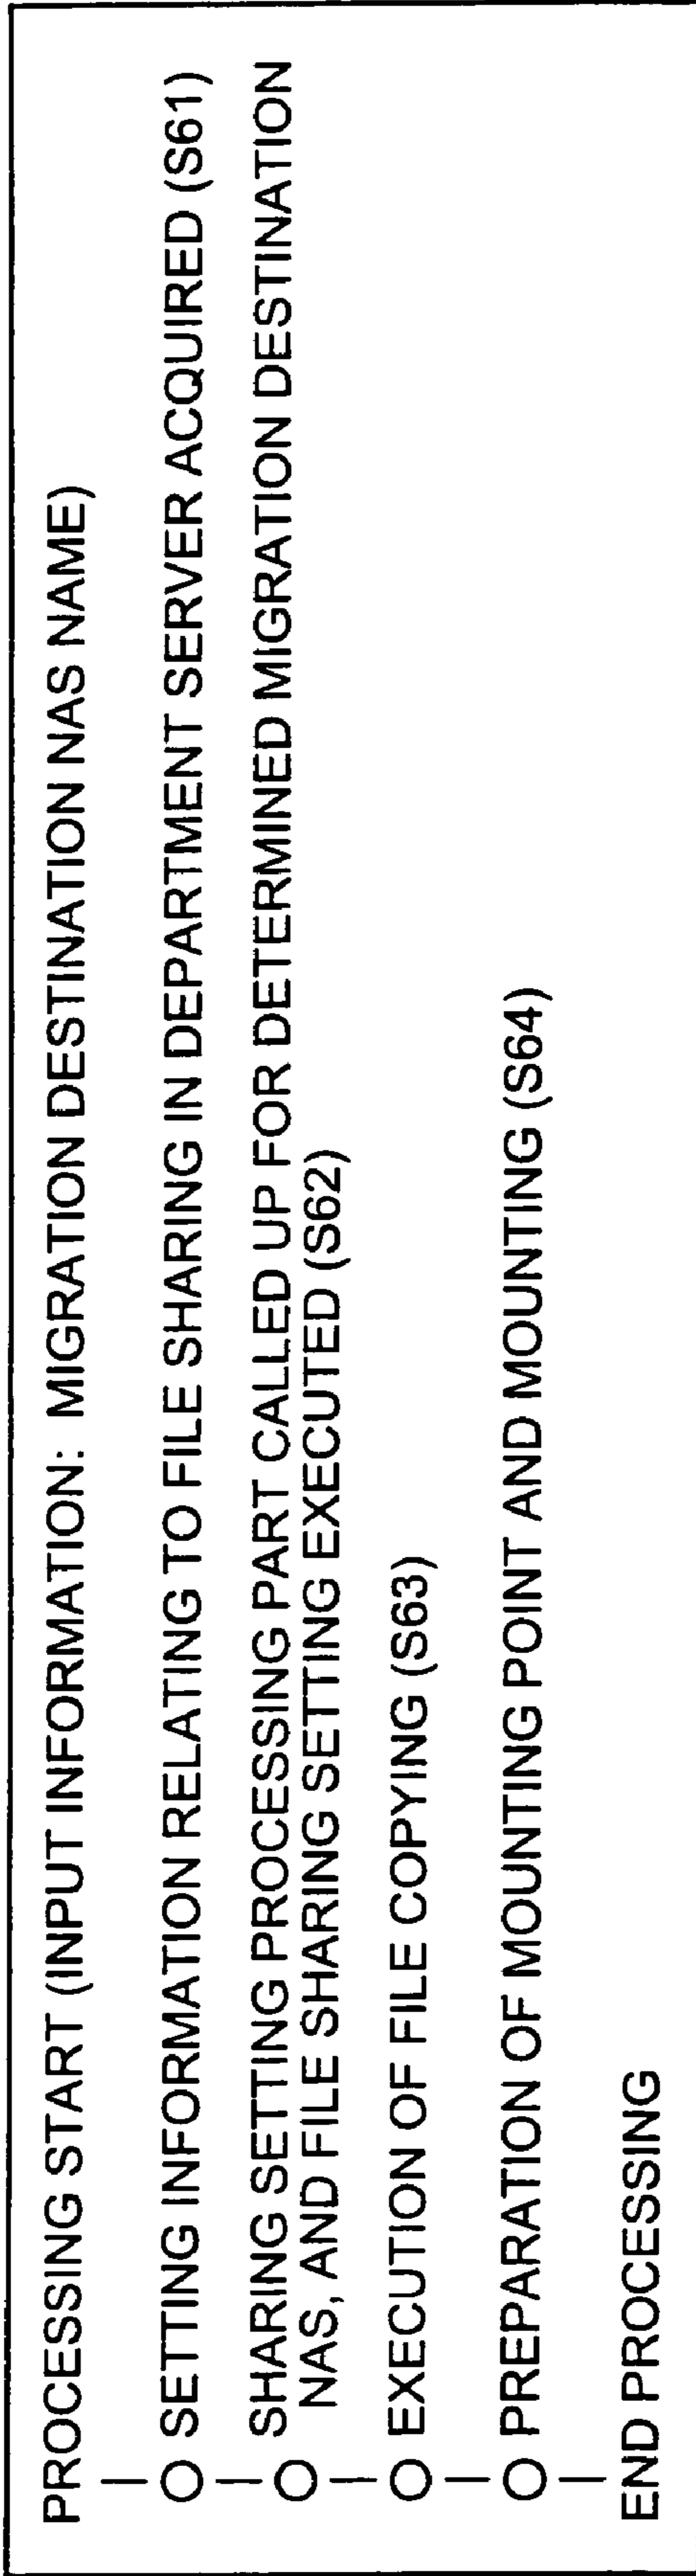 PROCESSING START (INPUT INFORMATION: MIGRATION DESTINATION NAS NAME)
SETTING INFORMATION RELATING TO FILE SHARING IN DEPARTMENT SERVER ACQUIRED (S61)
SHARING SETTING PROCESSING PART CALLED UP FOR DETERMINED MIGRATION DESTINATION
NAS, AND FILE SHARING SETTING EXECUTED (S62)
EXECUTION OF FILE COPYING (S63)
PREPARATION OF MOUNTING POINT AND MOUNTING (S64)
END PROCESSING